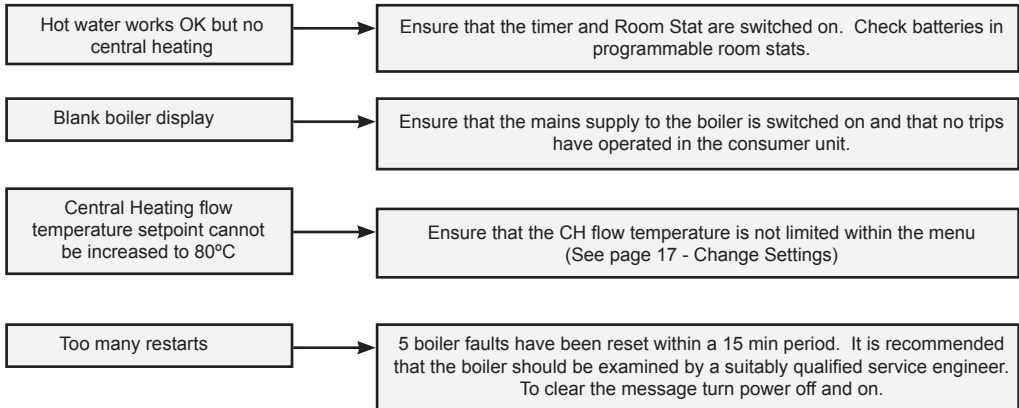 Hot water works OK but no
central heating
Ensure that the timer and Room Stat are switched on.  Check batteries in
programmable room stats.
Blank boiler display
Ensure that the mains supply to the boiler is switched on and that no trips
have operated in the consumer unit.
Central Heating flow
temperature setpoint cannot
be increased to 80ºC
Ensure that the CH flow temperature is not limited within the menu
(See page 17 - Change Settings)
Too many restarts
5 boiler faults have been reset within a 15 min period.  It is recommended
that the boiler should be examined by a suitably qualified service engineer.
To clear the message turn power off and on.